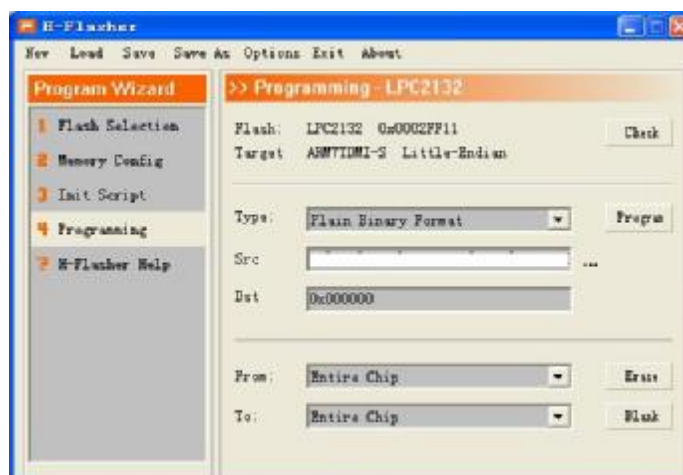 H-Flasher
New Load Save Save As Options Exit About
Program Wizard
1 Flash Selection
2 Memory Config
3 Init Script
4 Programming
? H-Flasher Help
>> Programming - LPC2132
Flash: LPC2132 0x0002FF11
Target ARM7TDMI-S Little-Endian
Check
Type: Plain Binary Format
Program
Src ...
Dst 0x000000
From: Entire Chip
Erase
To: Entire Chip
Blank